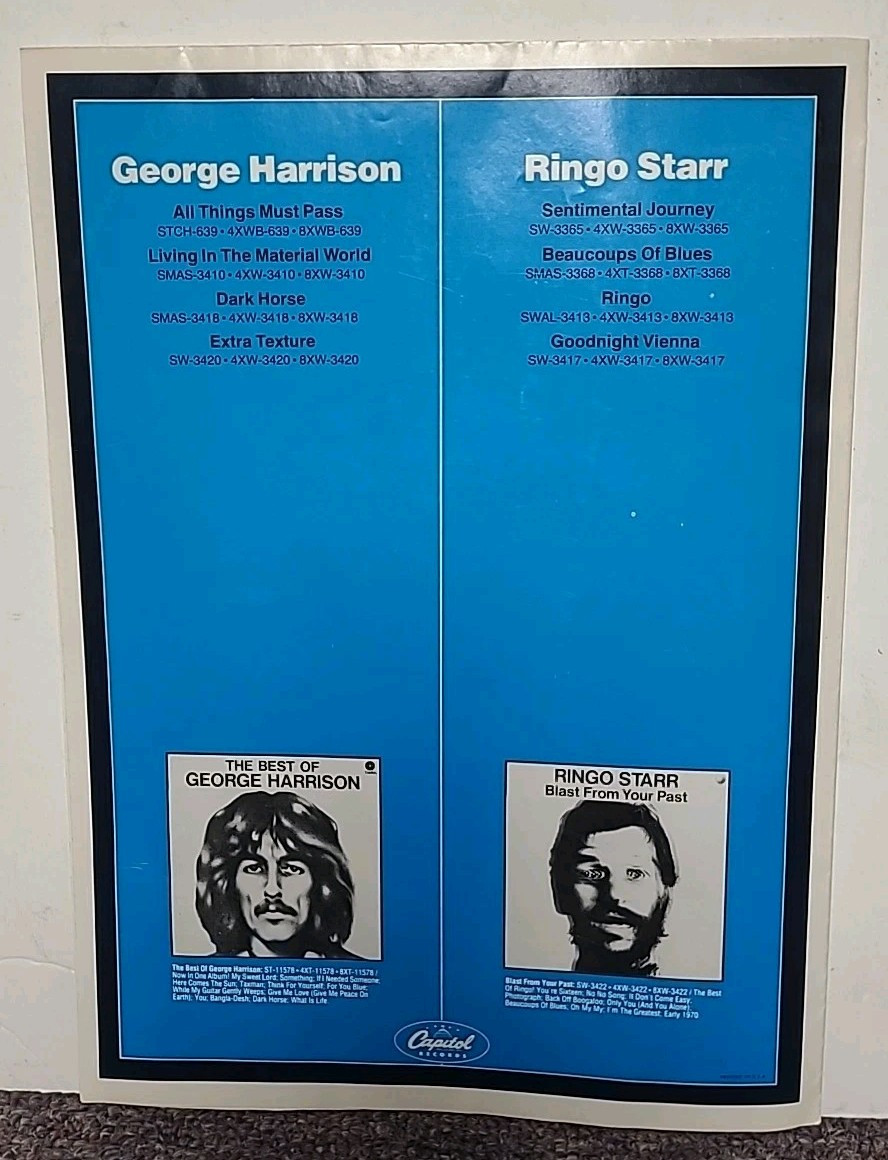 George Harrison
All Things Must Pass
STCH-639 • 4XWB-639 • 8XWB-639
Living In The Material World
SMAS-3410 • 4XW-3410 • 8XW-3410
Dark Horse
SMAS-3418 • 4XW-3418 • 8XW-3418
Extra Texture
SW-3420 • 4XW-3420 • 8XW-3420
THE BEST OF
GEORGE HARRISON
The Best Of George Harrison: ST-11578 • 4XT-11578 • 8XT-11578 /
Now In One Album! My Sweet Lord; Something; If I Needed Someone;
Here Comes The Sun; Taxman; Think For Yourself; For You Blue;
While My Guitar Gently Weeps; Give Me Love (Give Me Peace On
Earth); You; Bangla-Desh; Dark Horse; What Is Life
Ringo Starr
Sentimental Journey
SW-3365 • 4XW-3365 • 8XW-3365
Beaucoups Of Blues
SMAS-3368 • 4XT-3368 • 8XT-3368
Ringo
SWAL-3413 • 4XW-3413 • 8XW-3413
Goodnight Vienna
SW-3417 • 4XW-3417 • 8XW-3417
RINGO STARR
Blast From Your Past
Blast From Your Past: SW-3422 • 4XW-3422 • 8XW-3422 / The Best
Of Ringo! You're Sixteen; No No Song; It Don't Come Easy;
Photograph; Back Off Boogaloo; Only You (And You Alone);
Beaucoups Of Blues; Oh My My; I'm The Greatest; Early 1970
Capitol
RECORDS